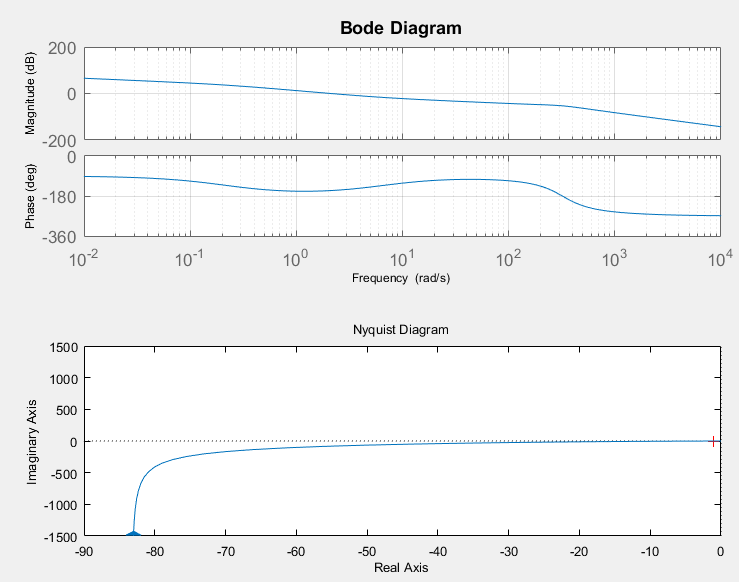 Bode Diagram
Magnitude (dB)
200
0
-200
Phase (deg)
0
-180
-360
10^-2 10^-1 10^0 10^1 10^2 10^3 10^4
Frequency (rad/s)
Nyquist Diagram
Imaginary Axis
1500
1000
500
0
-500
-1000
-1500
-90 -80 -70 -60 -50 -40 -30 -20 -10 0
Real Axis